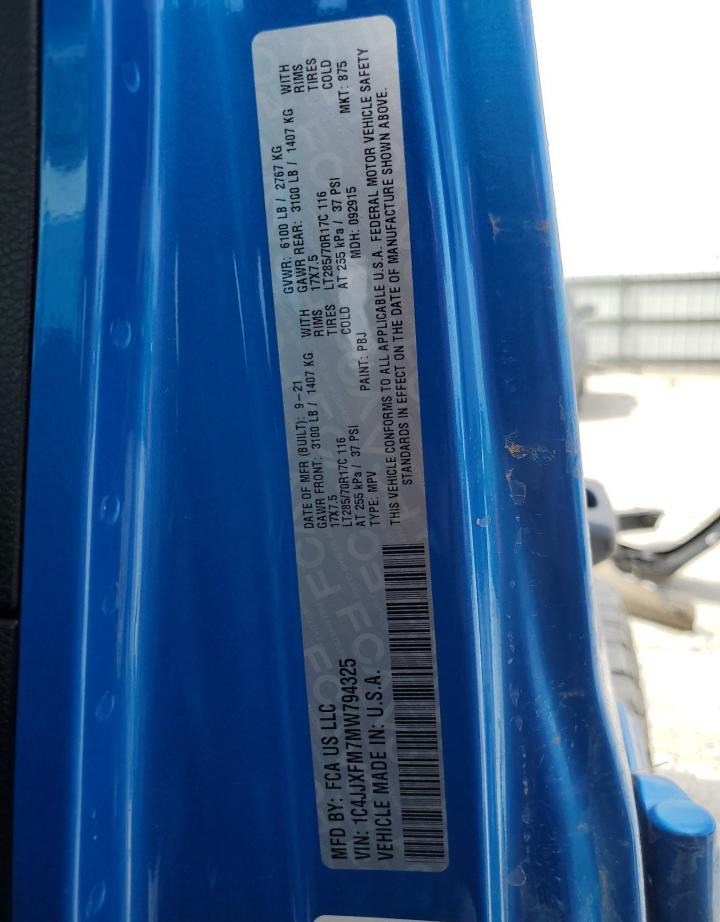 MFD BY: FCA US LLC
DATE OF MFR (BUILT): 9-21
GVWR: 6100 LB / 2767 KG
GAWR FRONT: 3100 LB / 1407 KG WITH
GAWR REAR: 3100 LB / 1407 KG WITH
17X7.5 RIMS
17X7.5 RIMS
LT285/70R17C 116 TIRES
LT285/70R17C 116 TIRES
AT 255 kPa / 37 PSI COLD
AT 255 kPa / 37 PSI COLD
VIN: 1C4JJXFM7MW794325
TYPE: MPV PAINT: PBJ MDH: 092915 MKT: 875
VEHICLE MADE IN: U.S.A.
THIS VEHICLE CONFORMS TO ALL APPLICABLE U.S.A. FEDERAL MOTOR VEHICLE SAFETY
STANDARDS IN EFFECT ON THE DATE OF MANUFACTURE SHOWN ABOVE.